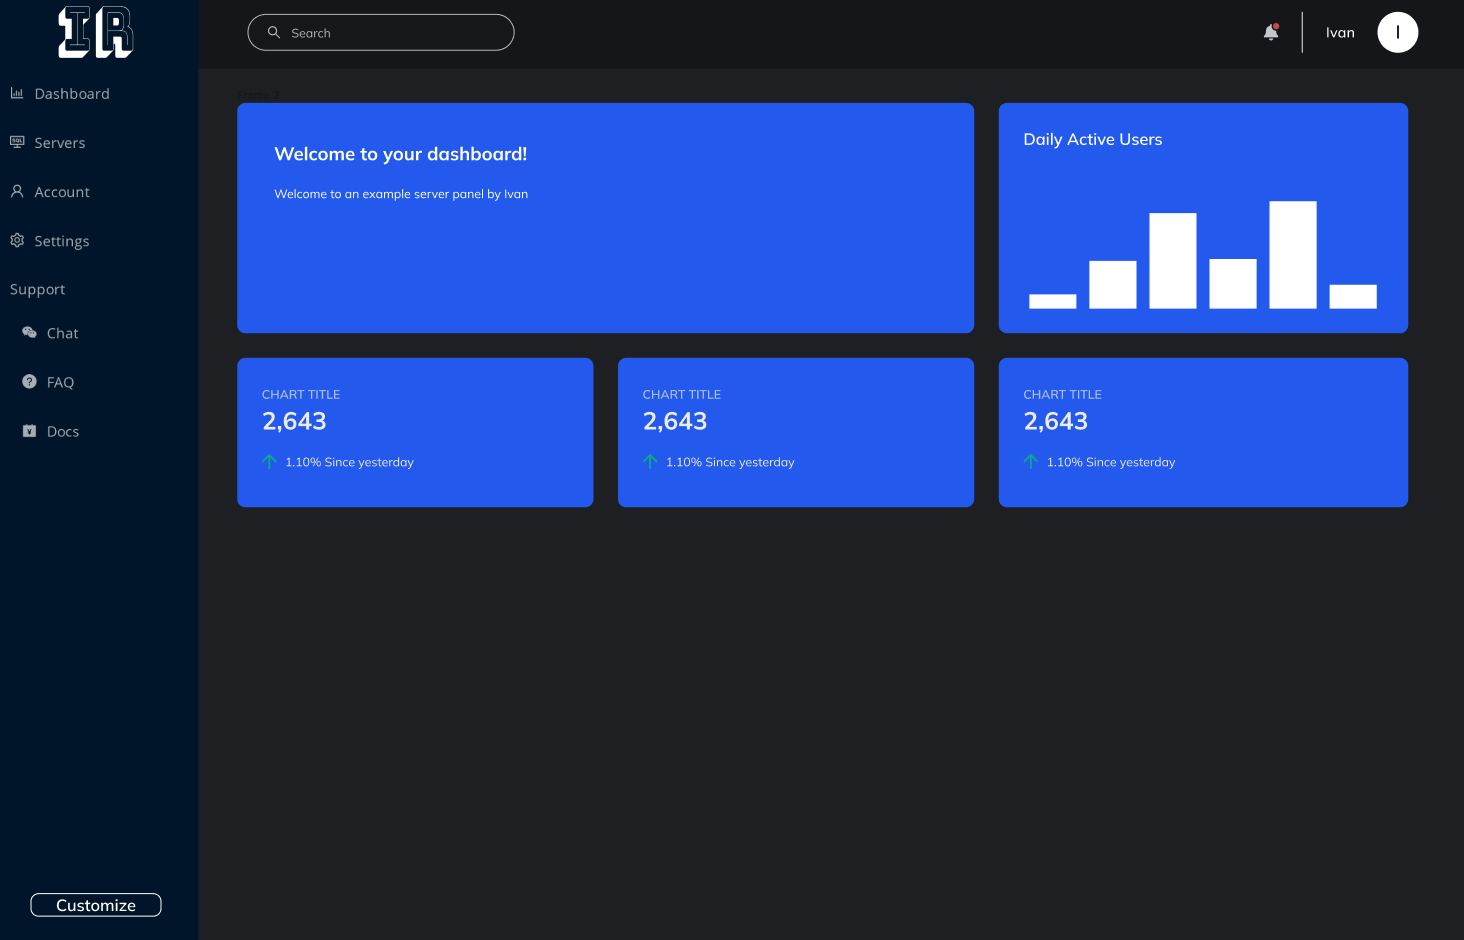 IR
Search
Ivan
I
Dashboard
Servers
Account
Settings
Support
Chat
FAQ
Docs
Customize
Frame 2
Welcome to your dashboard!
Welcome to an example server panel by Ivan
Daily Active Users
CHART TITLE
2,643
1.10% Since yesterday
CHART TITLE
2,643
1.10% Since yesterday
CHART TITLE
2,643
1.10% Since yesterday